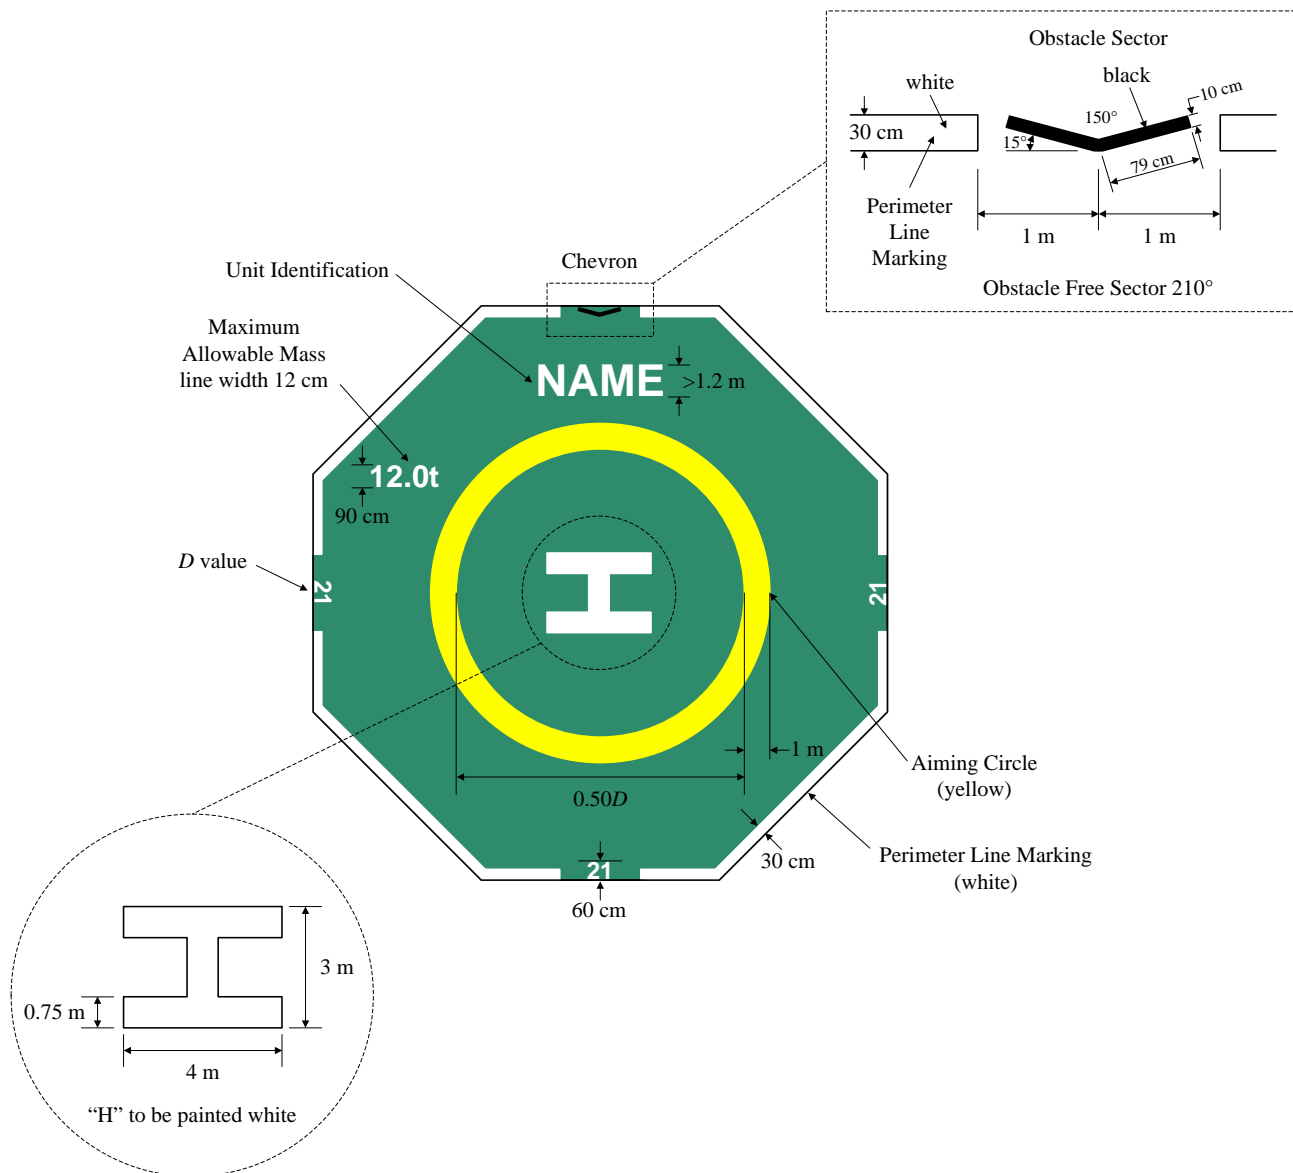 Obstacle Sector
white
black
10 cm
30 cm
150°
15°
79 cm
Perimeter
Line
Marking
1 m
1 m
Obstacle Free Sector 210°
Chevron
Unit Identification
Maximum
Allowable Mass
line width 12 cm
NAME
>1.2 m
12.0t
90 cm
D value
21
21
1 m
0.50D
Aiming Circle
(yellow)
30 cm
Perimeter Line Marking
(white)
21
60 cm
3 m
0.75 m
4 m
“H” to be painted white
H